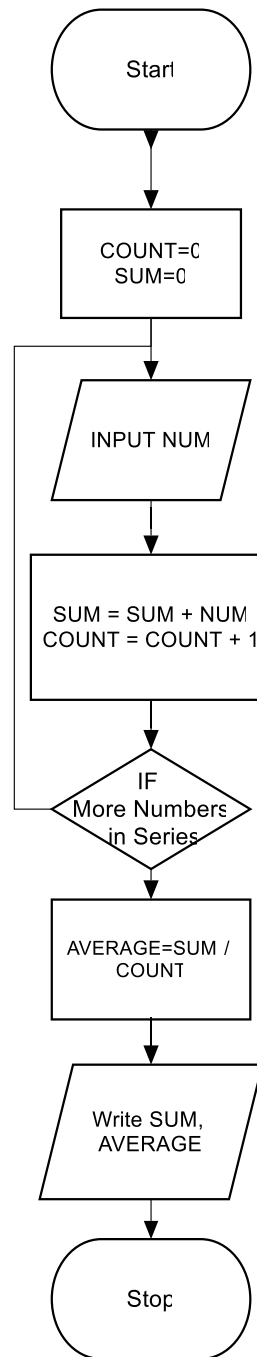 Start
COUNT=0
SUM=0
INPUT NUM
SUM = SUM + NUM
COUNT = COUNT + 1
IF
More Numbers
in Series
AVERAGE=SUM /
COUNT
Write SUM,
AVERAGE
Stop